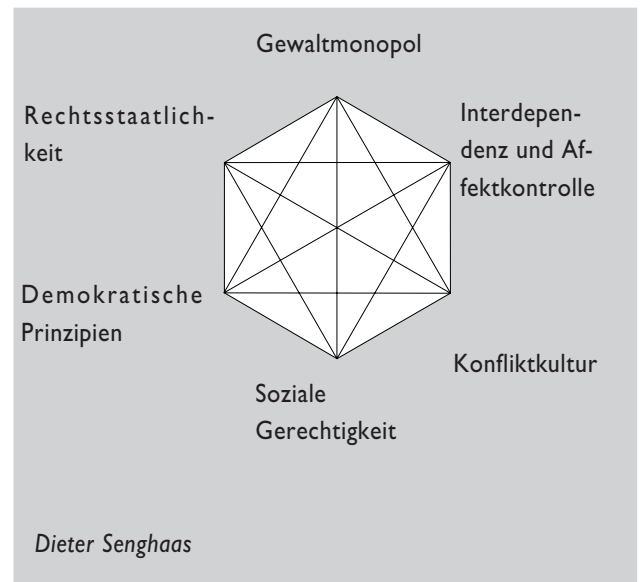 Gewaltmonopol
Rechtsstaatlich-
keit
Interdepen-
denz und Af-
fektkontrolle
Demokratische
Prinzipien
Konfliktkultur
Soziale
Gerechtigkeit
Dieter Senghaas